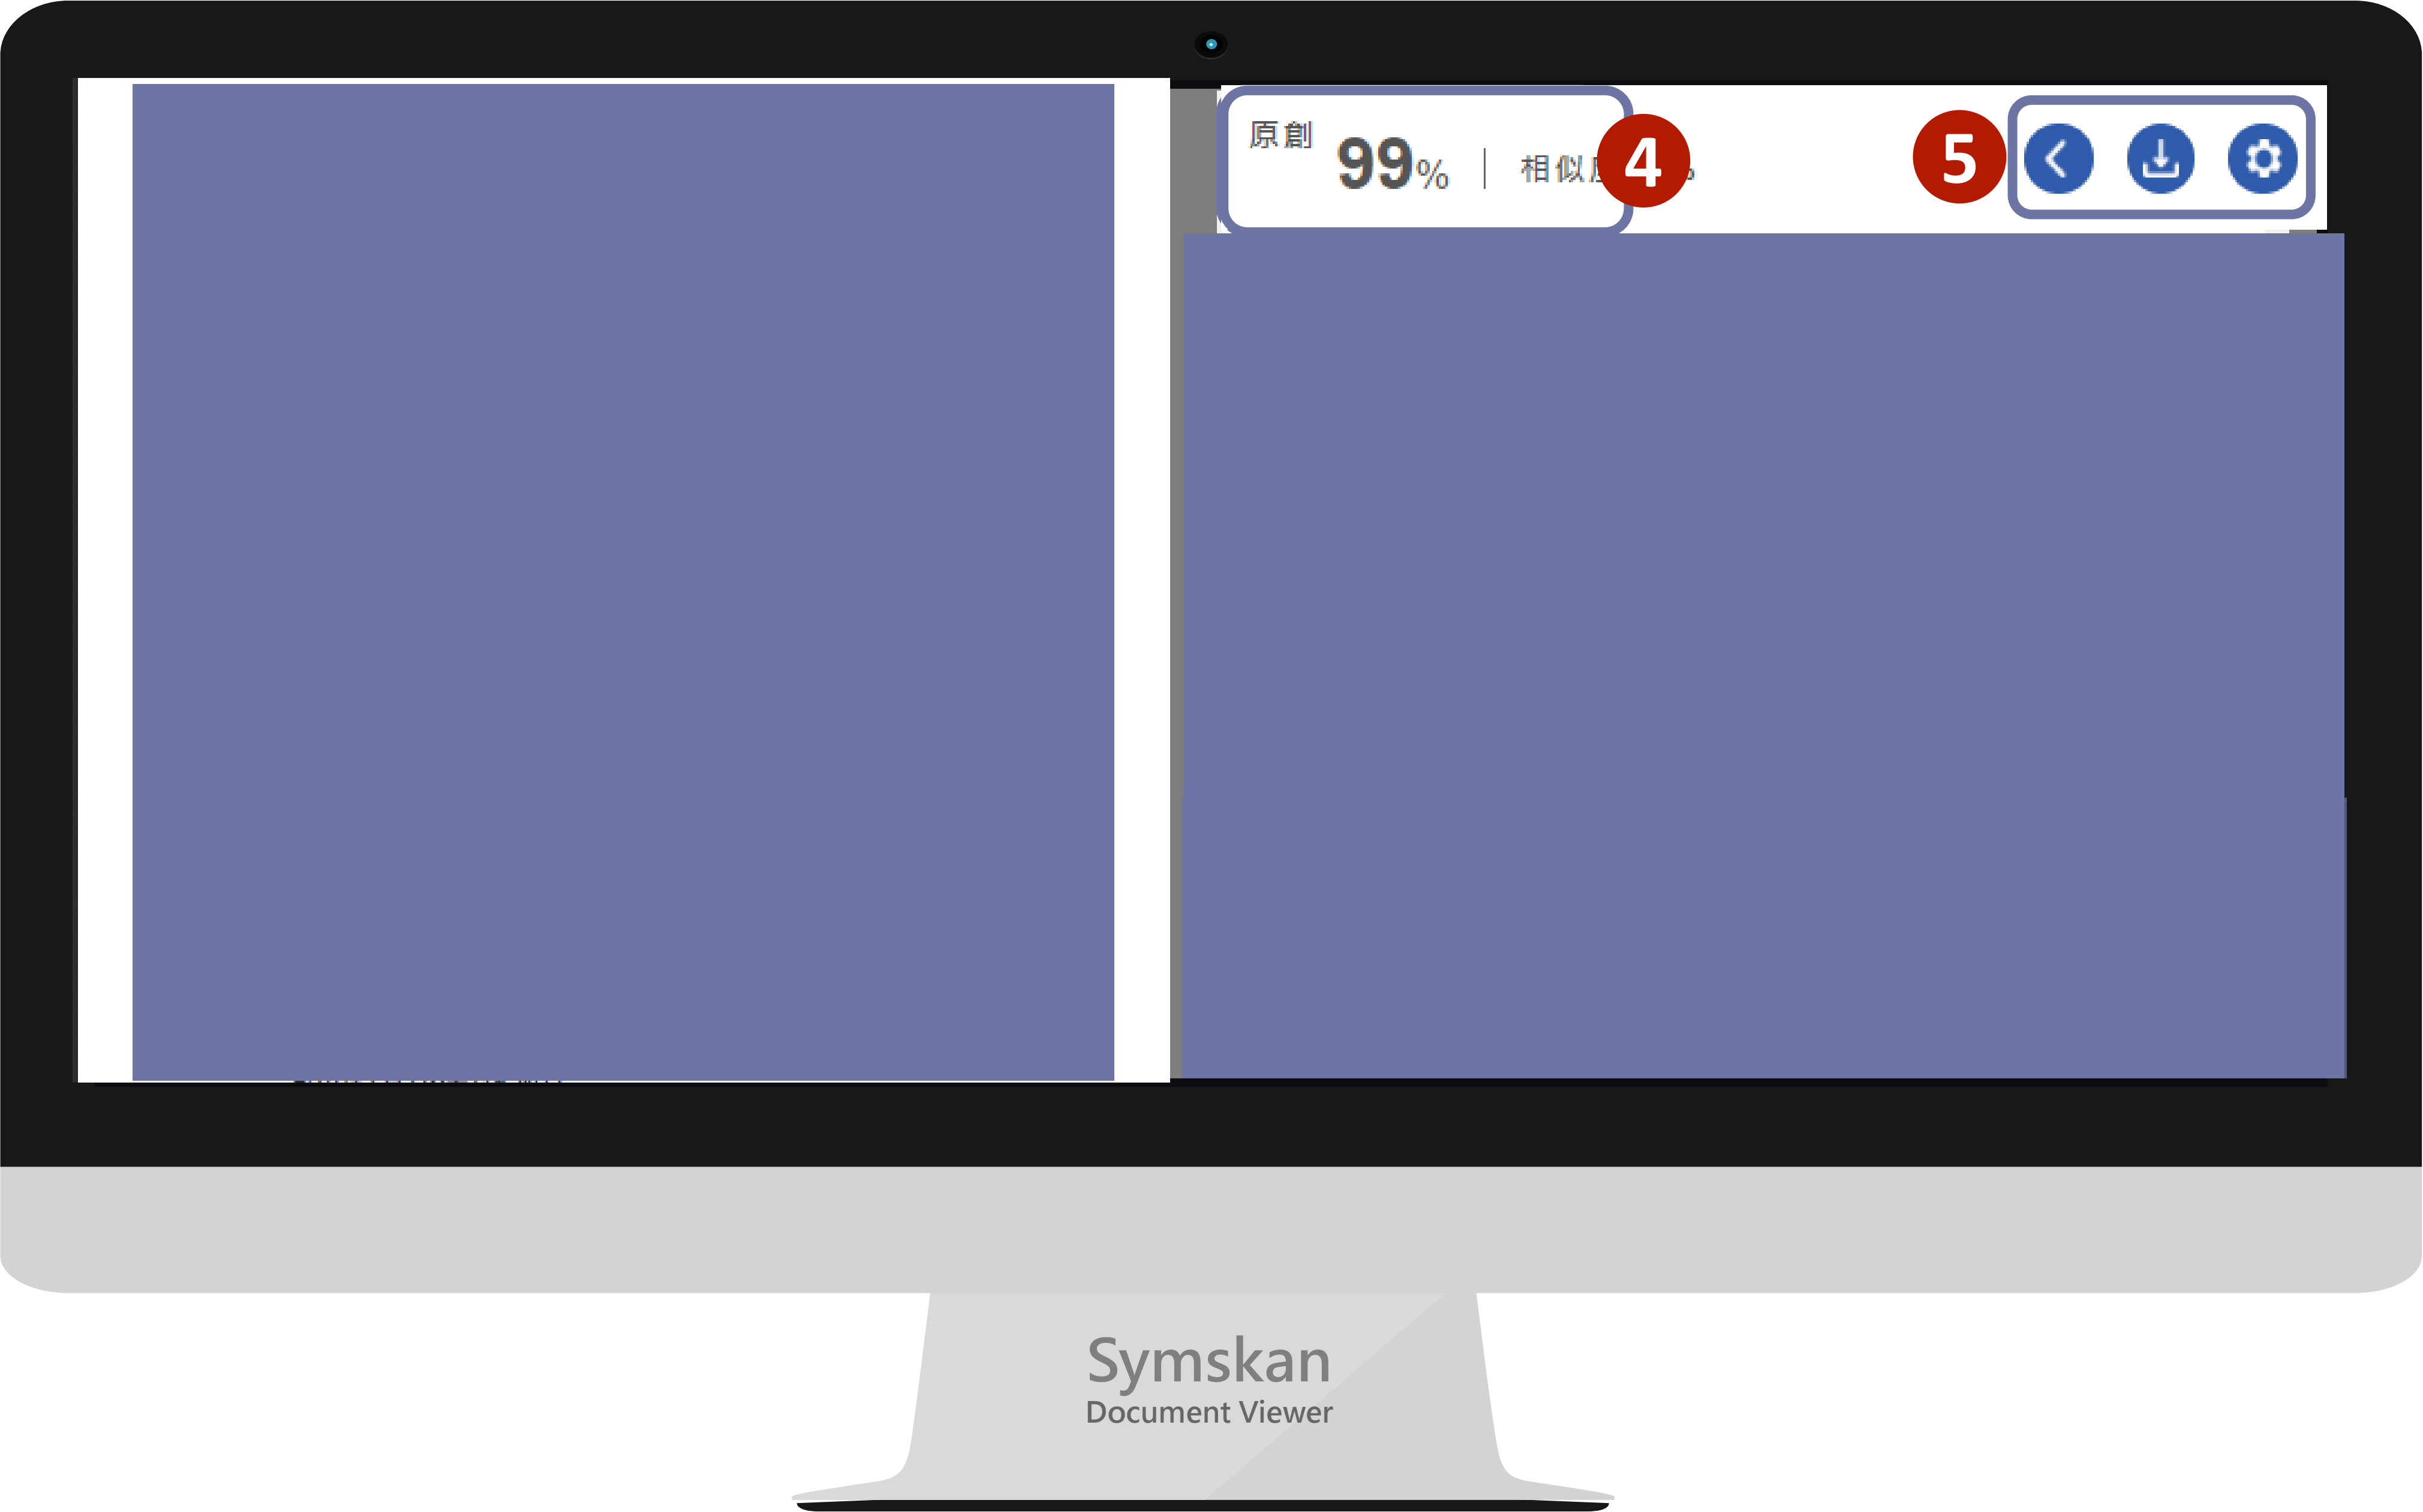 原創 99% 相似
4
5
Symskan
Document Viewer